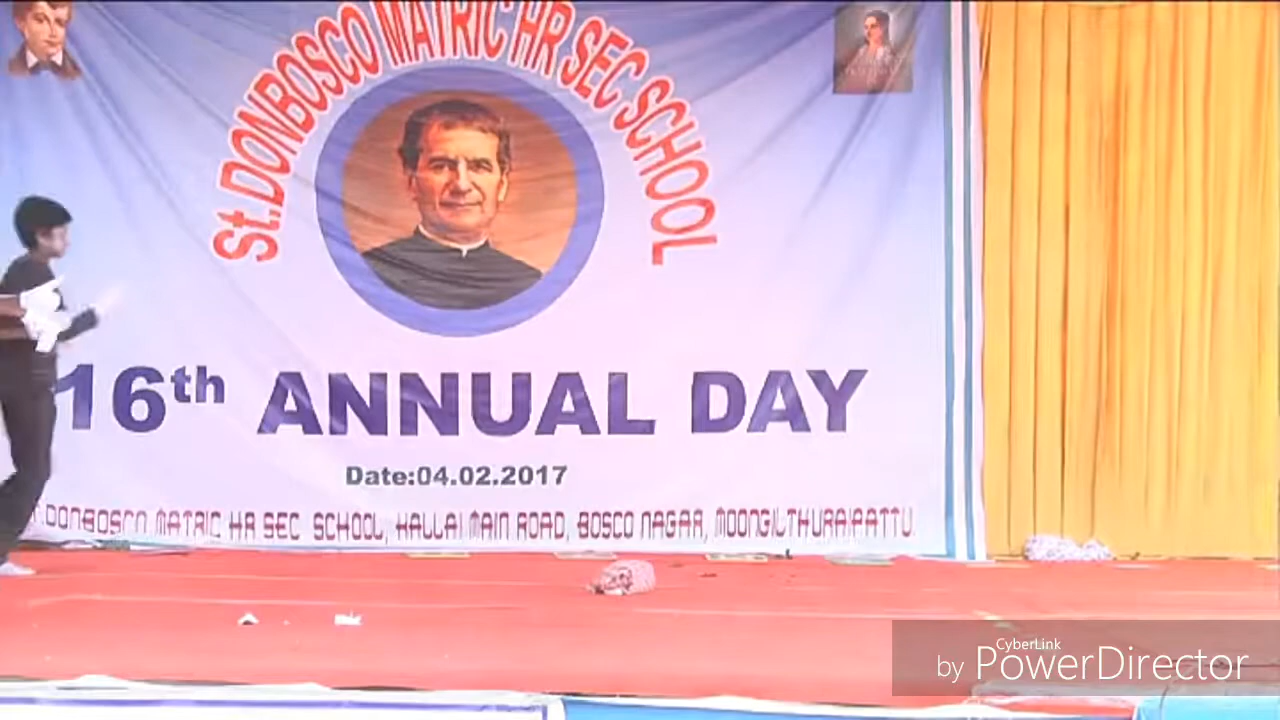 St.DONBOSCO MATRIC HR SEC SCHOOL
16th ANNUAL DAY
Date:04.02.2017
DONBOSCO MATRIC HR SEC SCHOOL, KALLAI MAIN ROAD, BOSCO NAGAR, MOONGILTHURAIPATTU.
CyberLink
by PowerDirector